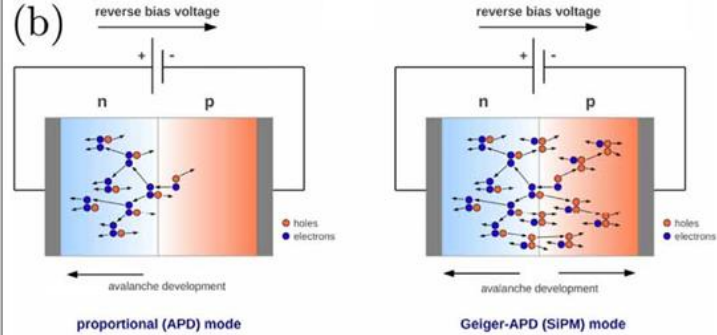 (b)
reverse bias voltage
+ -
n p
holes
electrons
avalanche development
proportional (APD) mode
reverse bias voltage
+ -
n p
holes
electrons
avalanche development
Geiger-APD (SiPM) mode